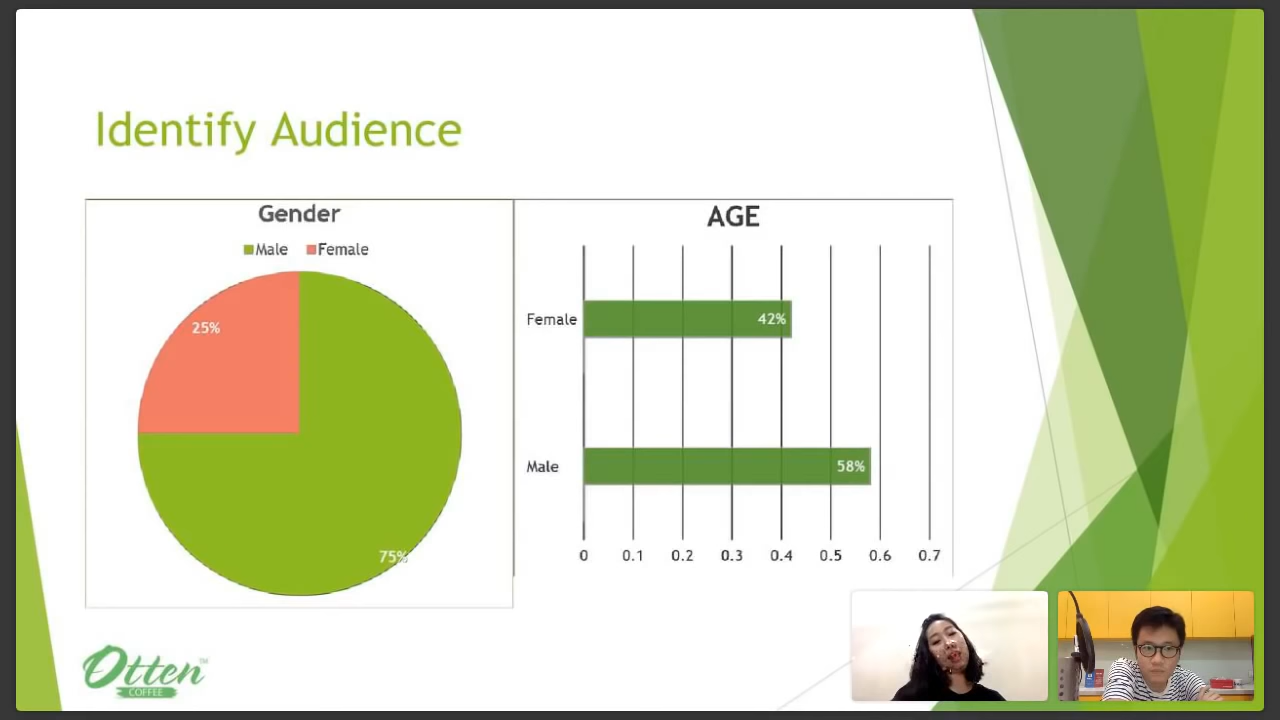 Identify Audience
Gender
Male Female
25%
75%
AGE
Female 42%
Male 58%
0 0.1 0.2 0.3 0.4 0.5 0.6 0.7
Otten™
COFFEE